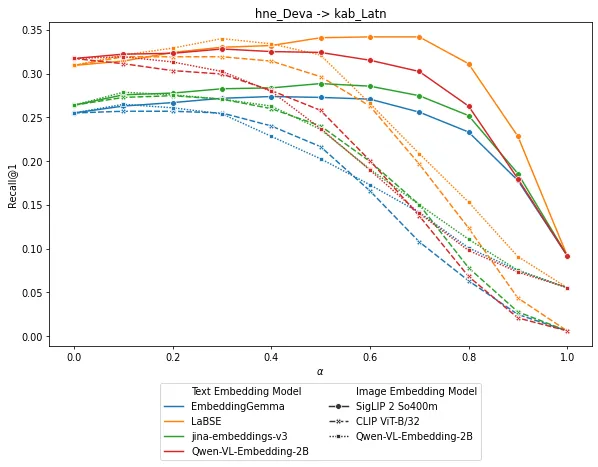 hne_Deva -> kab_Latn
0.35
0.30
0.25
0.20
0.15
0.10
0.05
0.00
Recall@1
0.0 0.2 0.4 0.6 0.8 1.0
α
Text Embedding Model
EmbeddingGemma
LaBSE
jina-embeddings-v3
Qwen-VL-Embedding-2B
Image Embedding Model
SigLIP 2 So400m
CLIP ViT-B/32
Qwen-VL-Embedding-2B